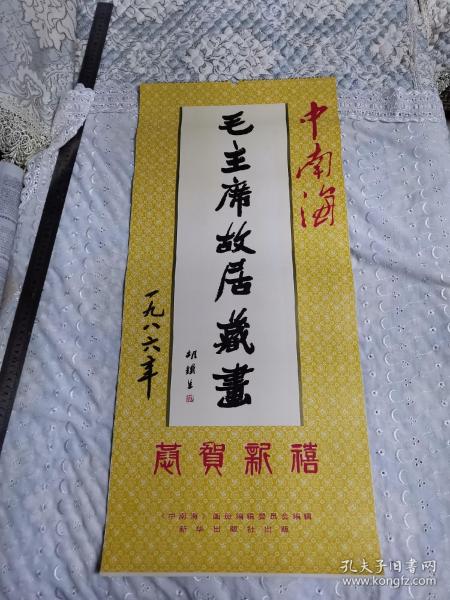 中南海
毛主席故居藏画
胡铁生
一九八六年
恭贺新禧
《中南海》画册编辑委员会编辑
新华出版社出版
孔夫子旧书网
www.kongfz.com